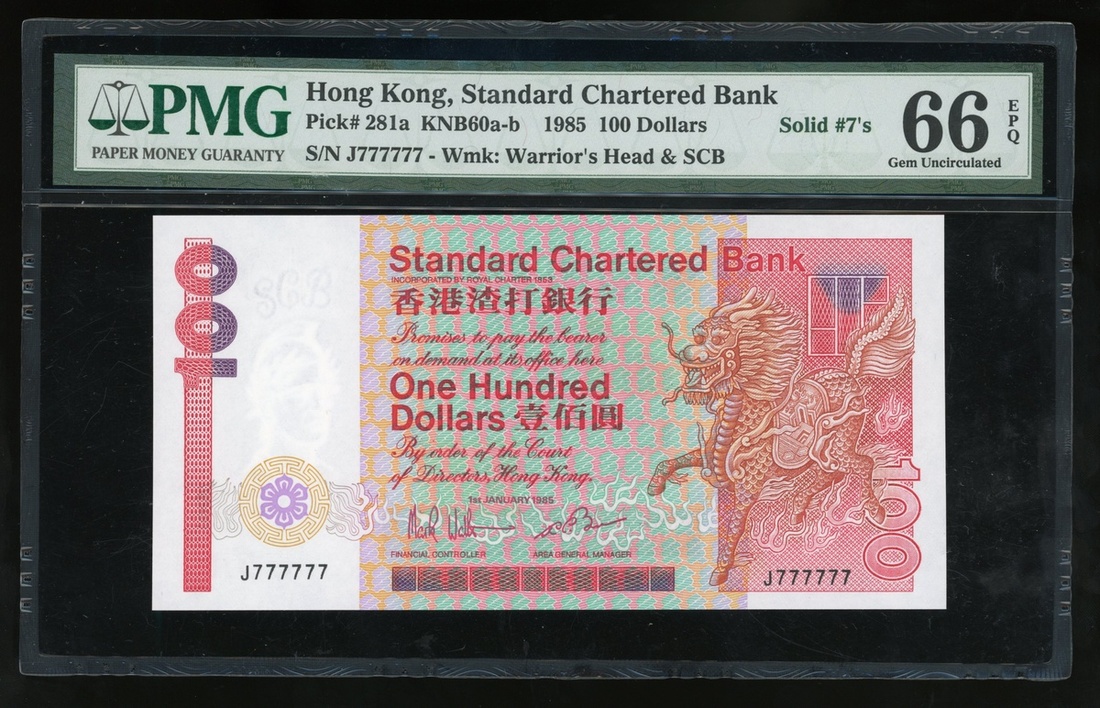 PMG
PAPER MONEY GUARANTY
Hong Kong, Standard Chartered Bank
Pick# 281a KNB60a-b 1985 100 Dollars
S/N J777777 - Wmk: Warrior's Head & SCB
Solid #7's
66
EPQ
Gem Uncirculated
100
SCB
Standard Chartered Bank
INCORPORATED BY ROYAL CHARTER 1853
香港渣打銀行
Promises to pay the bearer
on demand at its office here
One Hundred
Dollars 壹佰圓
By order of the Court
of Directors, Hong Kong.
1st JANUARY 1985
Mark
FINANCIAL CONTROLLER
AREA GENERAL MANAGER
J777777
J777777
100